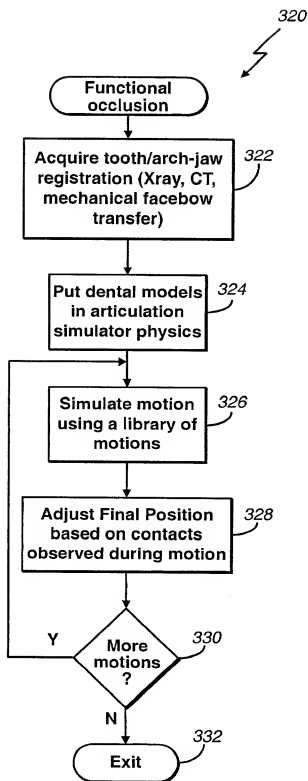 320
Functional
occlusion
Acquire tooth/arch-jaw
registration (Xray, CT,
mechanical facebow
transfer)
322
Put dental models
in articulation
simulator physics
324
Simulate motion
using a library of
motions
326
Adjust Final Position
based on contacts
observed during motion
328
Y
More
motions
?
330
N
Exit
332